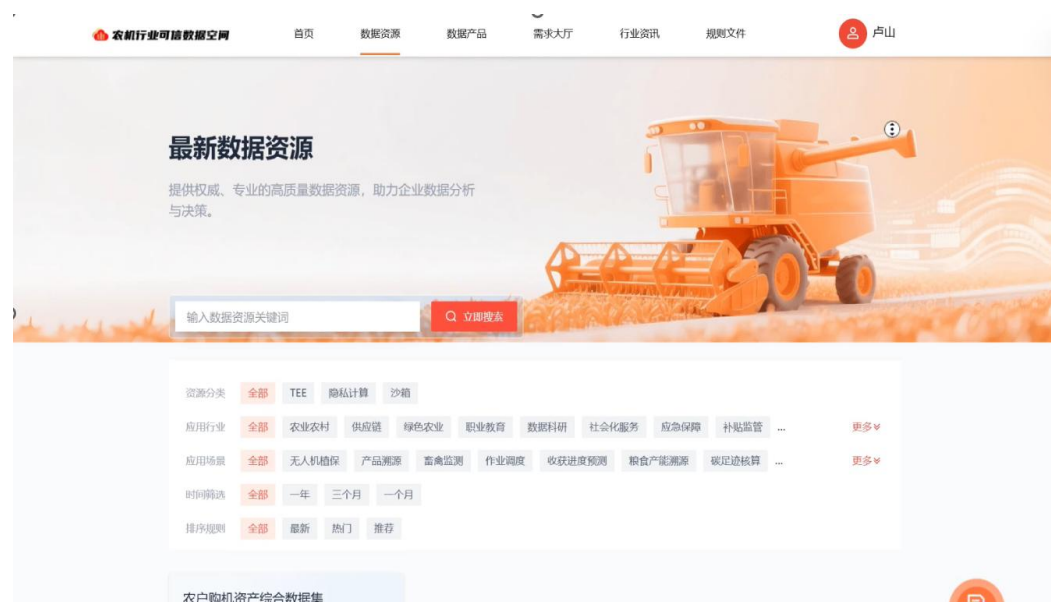 农机行业可信数据空间 首页 数据资源 数据产品 需求大厅 行业资讯 规则文件 卢山
最新数据资源
提供权威、专业的高质量数据资源，助力企业数据分析
与决策。
输入数据资源关键词 立即搜索
资源分类 全部 TEE 隐私计算 沙箱
应用行业 全部 农业农村 供应链 绿色农业 职业教育 数据科研 社会化服务 应急保障 补贴监管 ... 更多
应用场景 全部 无人机植保 产品溯源 畜禽监测 作业调度 收获进度预测 粮食产能溯源 碳足迹核算 ... 更多
时间筛选 全部 一年 三个月 一个月
排序规则 全部 最新 热门 推荐
农户购机资产综合数据集